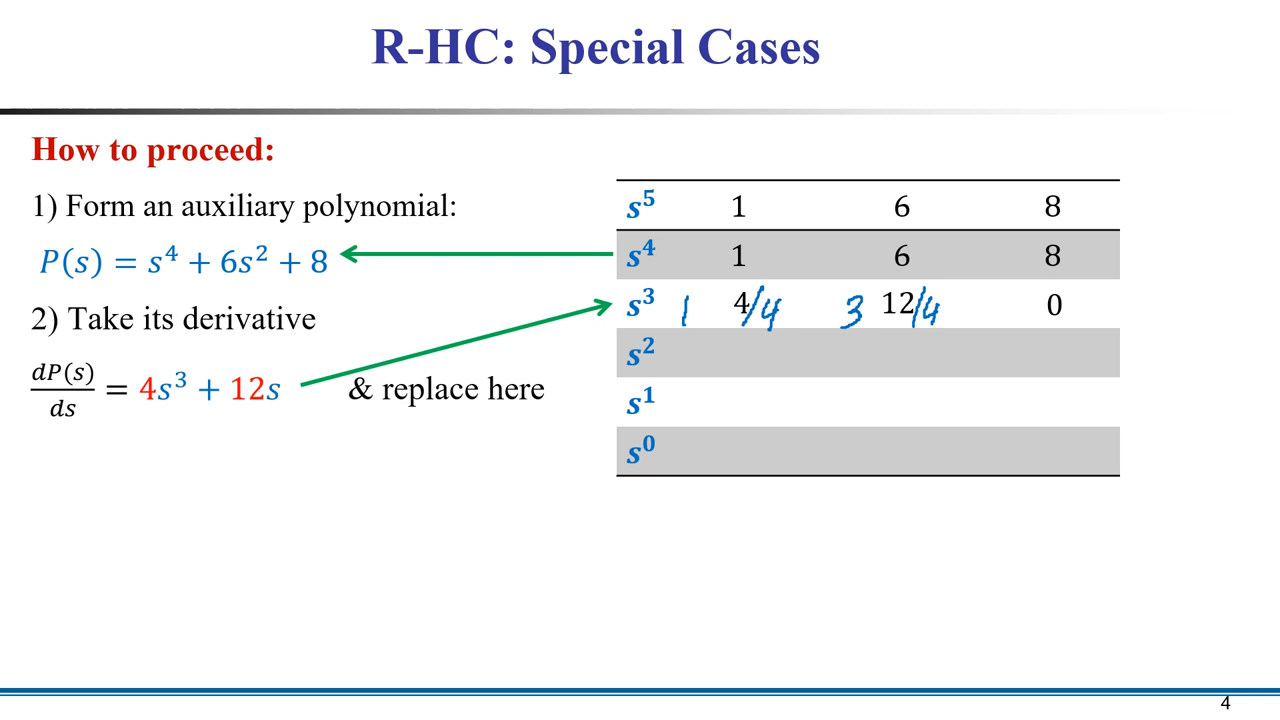 R-HC: Special Cases
How to proceed:
1) Form an auxiliary polynomial:
P(s) = s⁴ + 6s² + 8
2) Take its derivative
dP(s)/ds = 4s³ + 12s & replace here
s⁵ 1 6 8
s⁴ 1 6 8
s³ 1 4/4 3 12/4 0
s²
s¹
s⁰
4